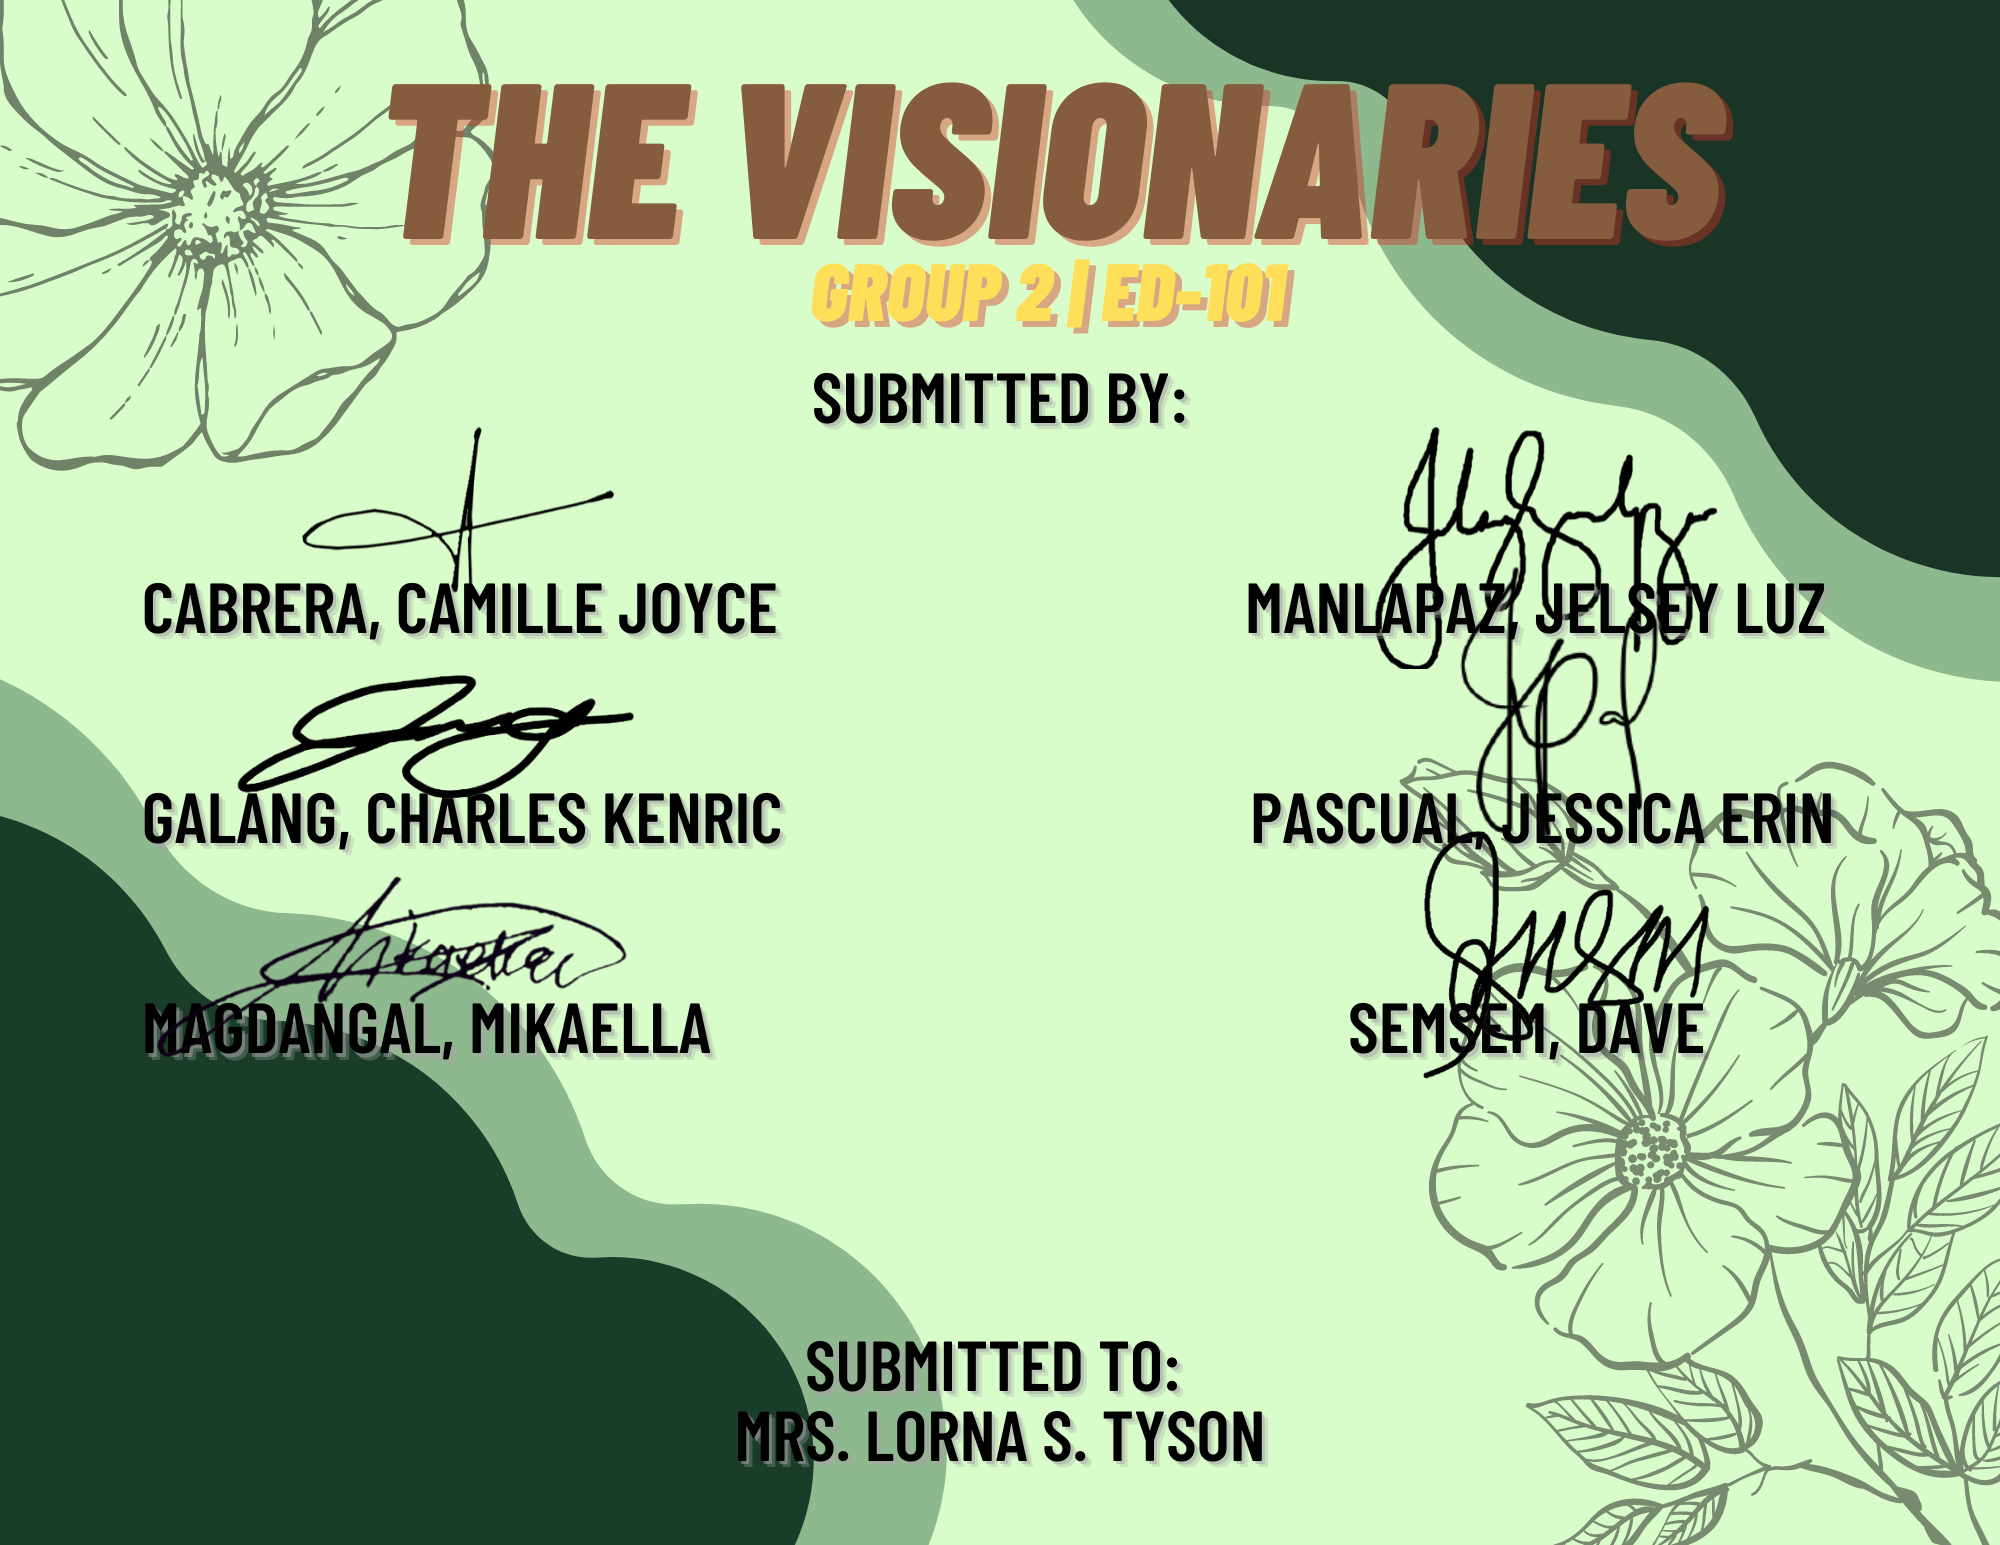 THE VISIONARIES
GROUP 2 | ED-101
SUBMITTED BY:
CABRERA, CAMILLE JOYCE
MANLAPAZ, JELSEY LUZ
GALANG, CHARLES KENRIC
PASCUAL, JESSICA ERIN
MAGDANGAL, MIKAELLA
SEMSEM, DAVE
SUBMITTED TO:
MRS. LORNA S. TYSON